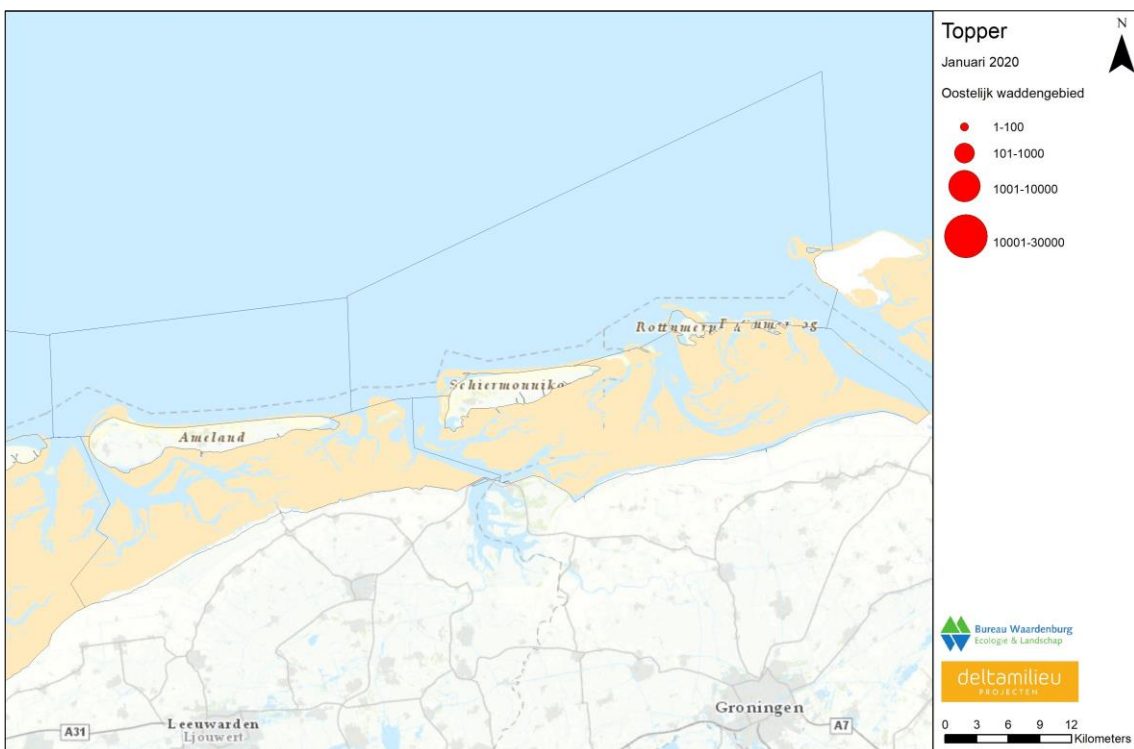 Topper
N
Januari 2020
Oostelijk waddengebied
1-100
101-1000
1001-10000
10001-30000
Ameland
Schiermonniko
A31
Leeuwarden
Ljouwert
Groningen
A7
Bureau Waardenburg
Ecologie & Landschap
deltamilieu
PROJECTEN
0 3 6 9 12
Kilometers